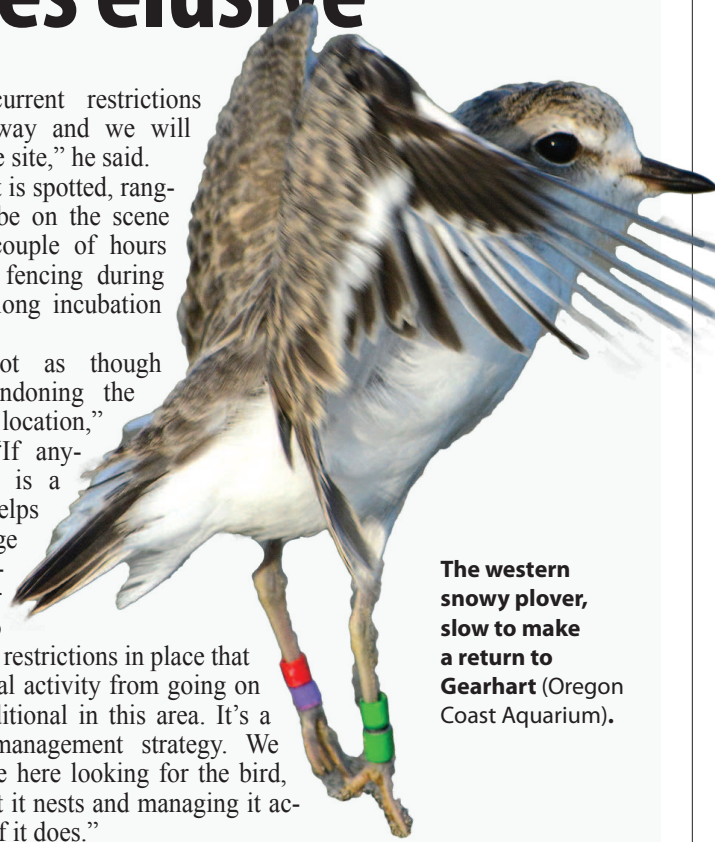 es elusive
current restrictions
way and we will
e site,” he said.
t is spotted, rang-
be on the scene
couple of hours
fencing during
long incubation
ot as though
ndoning the
location,”
“If any-
is a
elps
ge
-
restrictions in place that
al activity from going on
ditional in this area. It’s a
management strategy. We
e here looking for the bird,
t it nests and managing it ac-
f it does.”
The western
snowy plover,
slow to make
a return to
Gearhart (Oregon
Coast Aquarium).